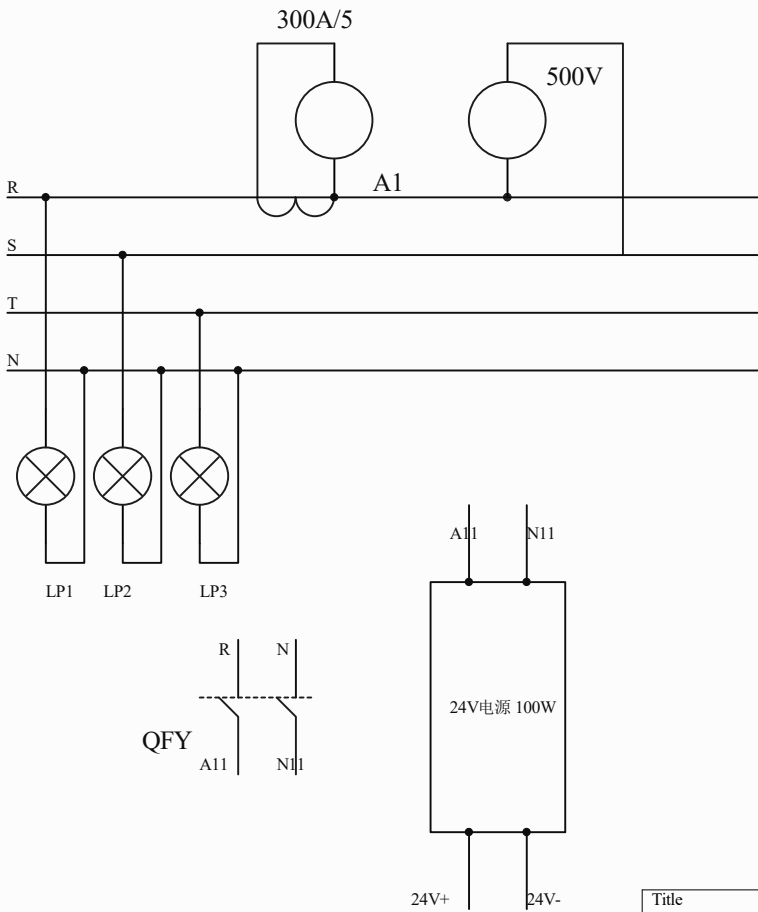 300A/5
500V
A1
R
S
T
N
LP1
LP2
LP3
A11
N11
R
N
24V电源 100W
QFY
A11
N11
24V+
24V-
Title